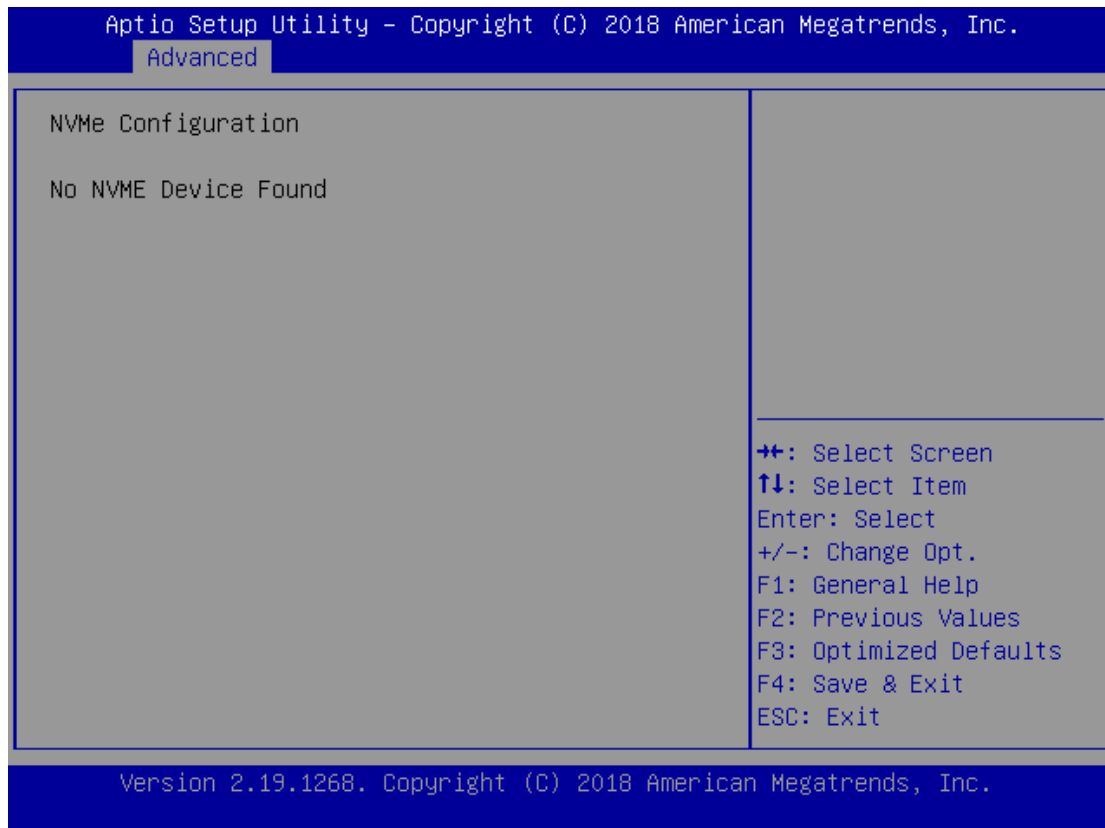 Aptio Setup Utility – Copyright (C) 2018 American Megatrends, Inc.
Advanced
NVMe Configuration
No NVME Device Found
→←: Select Screen
↑↓: Select Item
Enter: Select
+/-: Change Opt.
F1: General Help
F2: Previous Values
F3: Optimized Defaults
F4: Save & Exit
ESC: Exit
Version 2.19.1268. Copyright (C) 2018 American Megatrends, Inc.